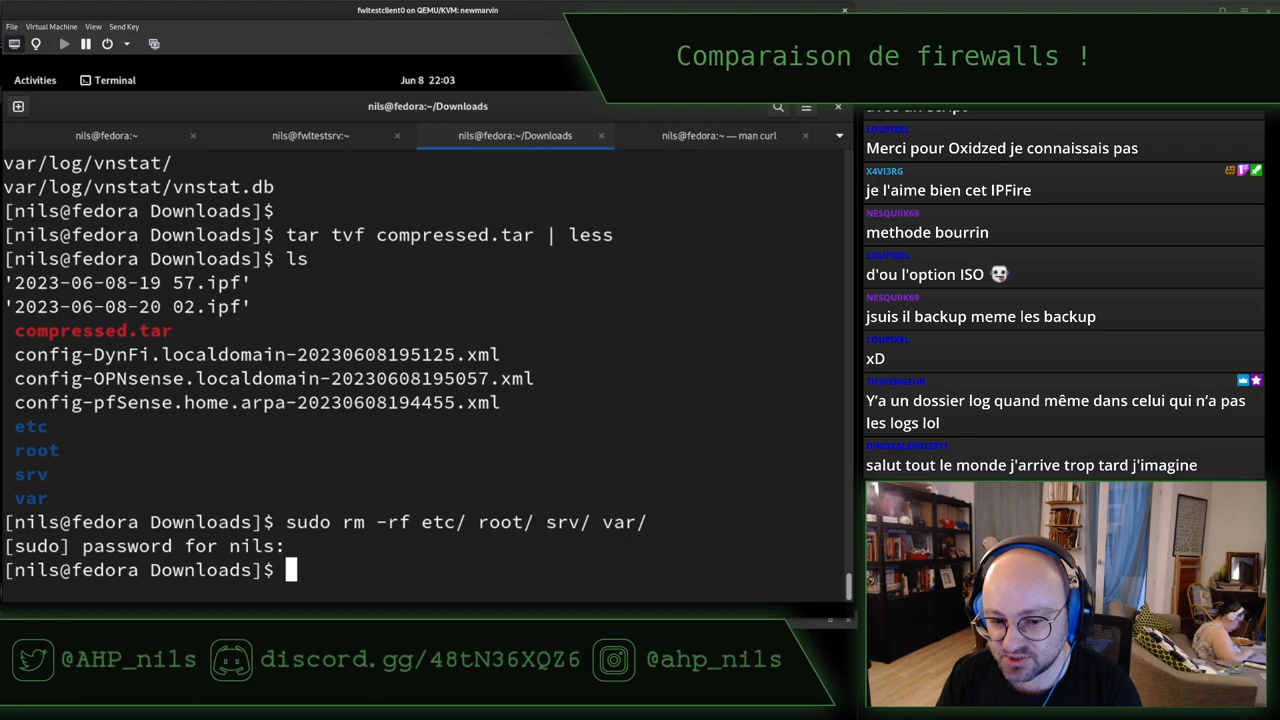 fwltestclient0 on QEMU/KVM: newmarvin
File Virtual Machine View Send Key
Activities Terminal Jun 8 22:03
nils@fedora:~/Downloads
nils@fedora:~ nils@fwltestsrv:~ nils@fedora:~/Downloads nils@fedora:~ — man curl
var/log/vnstat/
var/log/vnstat/vnstat.db
[nils@fedora Downloads]$
[nils@fedora Downloads]$ tar tvf compressed.tar | less
[nils@fedora Downloads]$ ls
'2023-06-08-19 57.ipf'
'2023-06-08-20 02.ipf'
compressed.tar
config-DynFi.localdomain-20230608195125.xml
config-OPNsense.localdomain-20230608195057.xml
config-pfSense.home.arpa-20230608194455.xml
etc
root
srv
var
[nils@fedora Downloads]$ sudo rm -rf etc/ root/ srv/ var/
[sudo] password for nils:
[nils@fedora Downloads]$
Comparaison de firewalls !
LOUPIXEL
Merci pour Oxidzed je connaissais pas
X4VI3RG
je l'aime bien cet IPFire
NESQUIIK69
methode bourrin
LOUPIXEL
d'ou l'option ISO
NESQUIIK69
jsuis il backup meme les backup
LOUPIXEL
xD
TH3VENGEUR
Y'a un dossier log quand même dans celui qui n'a pas
les logs lol
salut tout le monde j'arrive trop tard j'imagine
@AHP_nils discord.gg/48tN36XQZ6 @ahp_nils